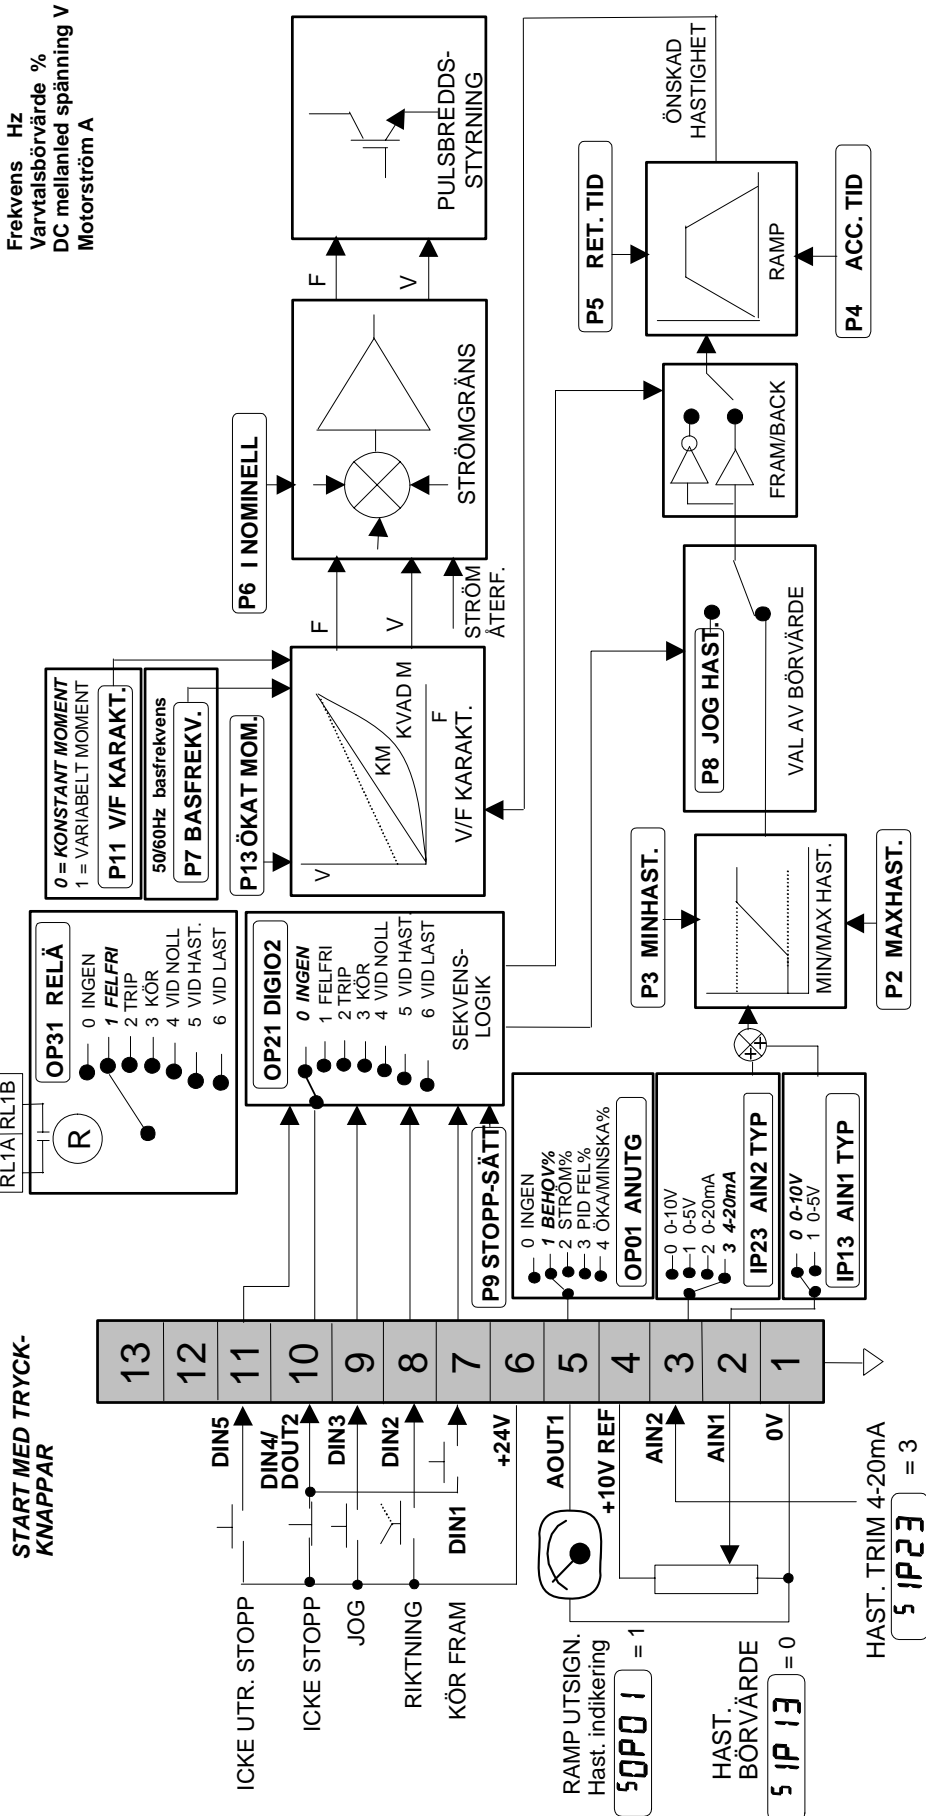 START MED TRYCK-
KNAPPAR
Frekvens Hz
Varvtalsbörvärde %
DC mellanled spänning V
Motorström A
RL1A
RL1B
R
OP31 RELÄ
0 INGEN
1 FELFRI
2 TRIP
3 KÖR
4 VID NOLL
5 VID HAST.
6 VID LAST
0 = KONSTANT MOMENT
1 = VARIABELT MOMENT
P11 V/F KARAKT.
50/60Hz basfrekvens
P7 BASFREKV.
P13 ÖKAT MOM.
V
KM
KVAD M
F
V/F KARAKT.
P6 I NOMINELL
F
V
STRÖM
ÅTERF.
STRÖMGRÄNS
F
V
PULSBREDDS-
STYRNING
ÖNSKAD
HASTIGHET
OP21 DIGIO2
0 INGEN
1 FELFRI
2 TRIP
3 KÖR
4 VID NOLL
5 VID HAST.
6 VID LAST
SEKVENS-
LOGIK
P9 STOPP-SÄTT
0 INGEN
1 BEHÖV%
2 STRÖM%
3 PID FEL%
4 ÖKA/MINSKA%
OP01 ANUTG
0 0-10V
1 0-5V
2 0-20mA
3 4-20mA
IP23 AIN2 TYP
0 0-10V
1 0-5V
IP13 AIN1 TYP
+
+
P3 MINHAST.
MIN/MAX HAST.
P2 MAXHAST.
P8 JOG HAST.
VAL AV BÖRVÄRDE
FRAM/BACK
P5 RET. TID
RAMP
P4 ACC. TID
13
12
11
10
9
8
7
6
5
4
3
2
1
DIN5
DIN4/
DOUT2
DIN3
DIN2
DIN1
+24V
AOUT1
+10V REF
AIN2
AIN1
0V
ICKE UTR. STOPP
ICKE STOPP
JOG
RIKTNING
KÖR FRAM
RAMP UTSIGN.
Hast. indikering
SOP01 = 1
HAST.
BÖRVÄRDE
SIP13 = 0
HAST. TRIM 4-20mA
SIP23 = 3